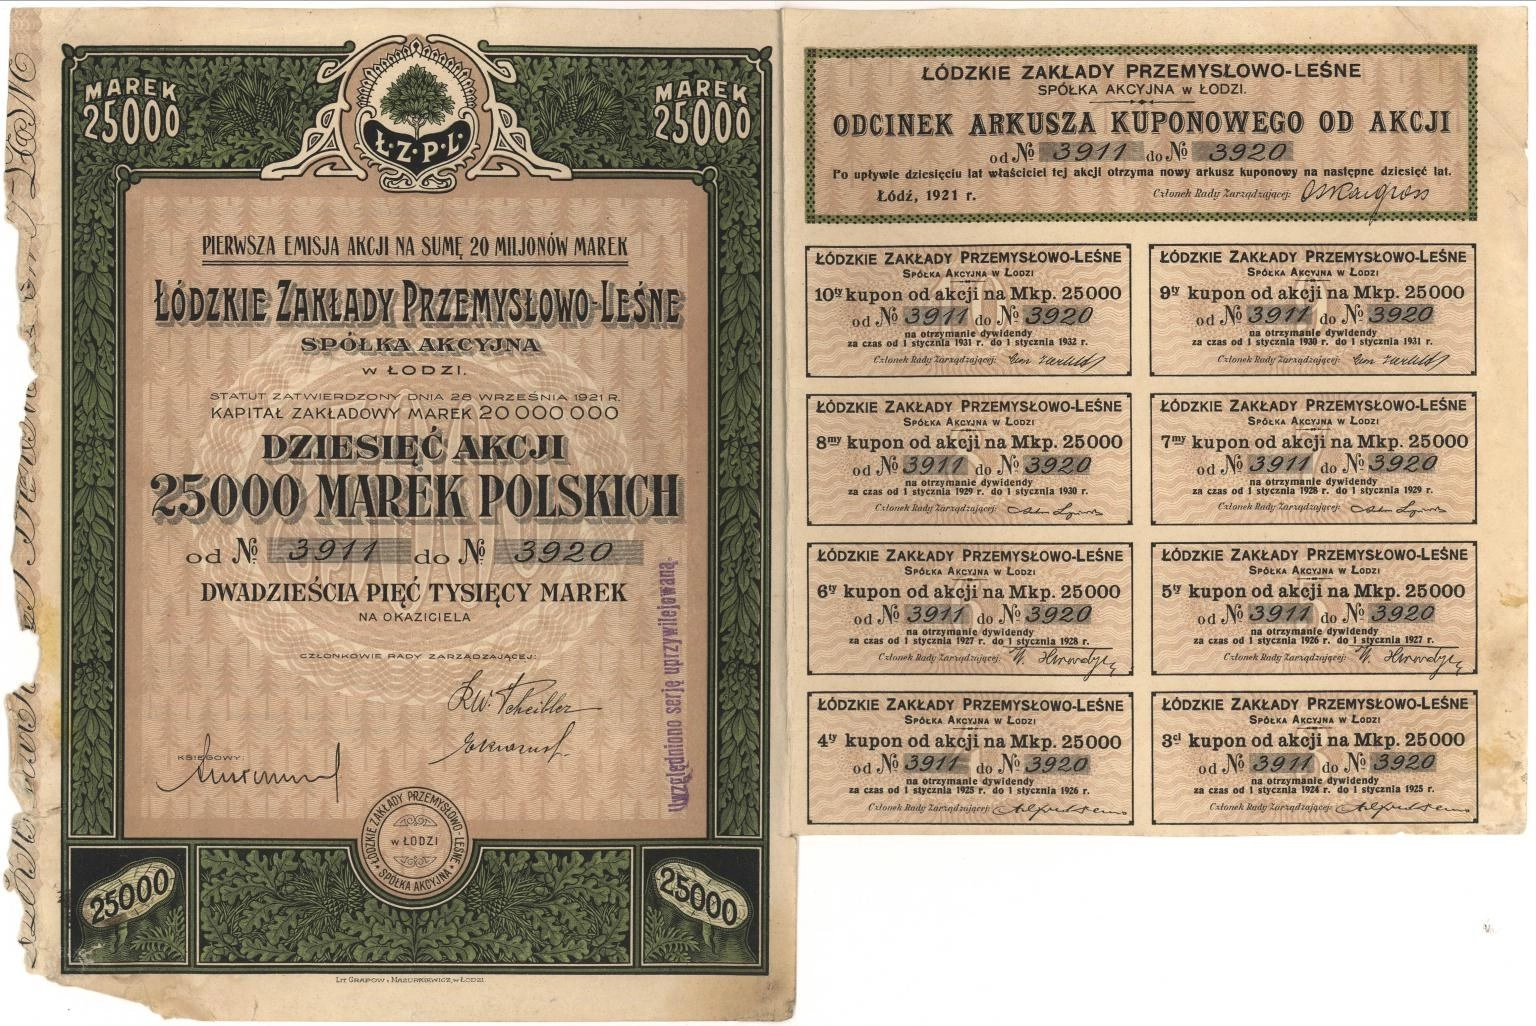 MAREK 25000
MAREK 25000
Ł.Z.P.L.
PIERWSZA EMISJA AKCJI NA SUMĘ 20 MILJONÓW MAREK
ŁÓDZKIE ZAKŁADY PRZEMYSŁOWO-LEŚNE
SPÓŁKA AKCYJNA
w ŁODZI.
STATUT ZATWIERDZONY DNIA 28 WRZEŚNIA 1921 R.
KAPITAŁ ZAKŁADOWY MAREK 20 000 000
DZIESIĘĆ AKCJI
25000 MAREK POLSKICH
od № 3911 do № 3920
DWADZIEŚCIA PIĘĆ TYSIĘCY MAREK
NA OKAZICIELA
CZŁONKOWIE RADY ZARZĄDZAJĄCEJ:
KSIĘGOWY:
Uwzględniono serję uprzywilejowaną.
ŁÓDZKIE ZAKŁADY PRZEMYSŁOWO-LEŚNE
w ŁODZI
SPÓŁKA AKCYJNA
25000
25000
LIT. GRAPOW i MAZURKIEWICZ, w ŁODZI.
ŁÓDZKIE ZAKŁADY PRZEMYSŁOWO-LEŚNE
SPÓŁKA AKCYJNA w ŁODZI.
ODCINEK ARKUSZA KUPONOWEGO OD AKCJI
od № 3911 do № 3920
Po upływie dziesięciu lat właściciel tej akcji otrzyma nowy arkusz kuponowy na następne dziesięć lat.
Łódź, 1921 r. Członek Rady Zarządzającej:
ŁÓDZKIE ZAKŁADY PRZEMYSŁOWO-LEŚNE
SPÓŁKA AKCYJNA w ŁODZI
10ty kupon od akcji na Mkp. 25000
od № 3911 do № 3920
na otrzymanie dywidendy
za czas od 1 stycznia 1931 r. do 1 stycznia 1932 r.
Członek Rady Zarządzającej:
ŁÓDZKIE ZAKŁADY PRZEMYSŁOWO-LEŚNE
SPÓŁKA AKCYJNA w ŁODZI
9ty kupon od akcji na Mkp. 25000
od № 3911 do № 3920
na otrzymanie dywidendy
za czas od 1 stycznia 1930 r. do 1 stycznia 1931 r.
Członek Rady Zarządzającej:
ŁÓDZKIE ZAKŁADY PRZEMYSŁOWO-LEŚNE
SPÓŁKA AKCYJNA w ŁODZI
8my kupon od akcji na Mkp. 25000
od № 3911 do № 3920
na otrzymanie dywidendy
za czas od 1 stycznia 1929 r. do 1 stycznia 1930 r.
Członek Rady Zarządzającej:
ŁÓDZKIE ZAKŁADY PRZEMYSŁOWO-LEŚNE
SPÓŁKA AKCYJNA w ŁODZI
7my kupon od akcji na Mkp. 25000
od № 3911 do № 3920
na otrzymanie dywidendy
za czas od 1 stycznia 1928 r. do 1 stycznia 1929 r.
Członek Rady Zarządzającej:
ŁÓDZKIE ZAKŁADY PRZEMYSŁOWO-LEŚNE
SPÓŁKA AKCYJNA w ŁODZI
6ty kupon od akcji na Mkp. 25000
od № 3911 do № 3920
na otrzymanie dywidendy
za czas od 1 stycznia 1927 r. do 1 stycznia 1928 r.
Członek Rady Zarządzającej:
ŁÓDZKIE ZAKŁADY PRZEMYSŁOWO-LEŚNE
SPÓŁKA AKCYJNA w ŁODZI
5ty kupon od akcji na Mkp. 25000
od № 3911 do № 3920
na otrzymanie dywidendy
za czas od 1 stycznia 1926 r. do 1 stycznia 1927 r.
Członek Rady Zarządzającej:
ŁÓDZKIE ZAKŁADY PRZEMYSŁOWO-LEŚNE
SPÓŁKA AKCYJNA w ŁODZI
4ty kupon od akcji na Mkp. 25000
od № 3911 do № 3920
na otrzymanie dywidendy
za czas od 1 stycznia 1925 r. do 1 stycznia 1926 r.
Członek Rady Zarządzającej:
ŁÓDZKIE ZAKŁADY PRZEMYSŁOWO-LEŚNE
SPÓŁKA AKCYJNA w ŁODZI
3ci kupon od akcji na Mkp. 25000
od № 3911 do № 3920
na otrzymanie dywidendy
za czas od 1 stycznia 1924 r. do 1 stycznia 1925 r.
Członek Rady Zarządzającej: